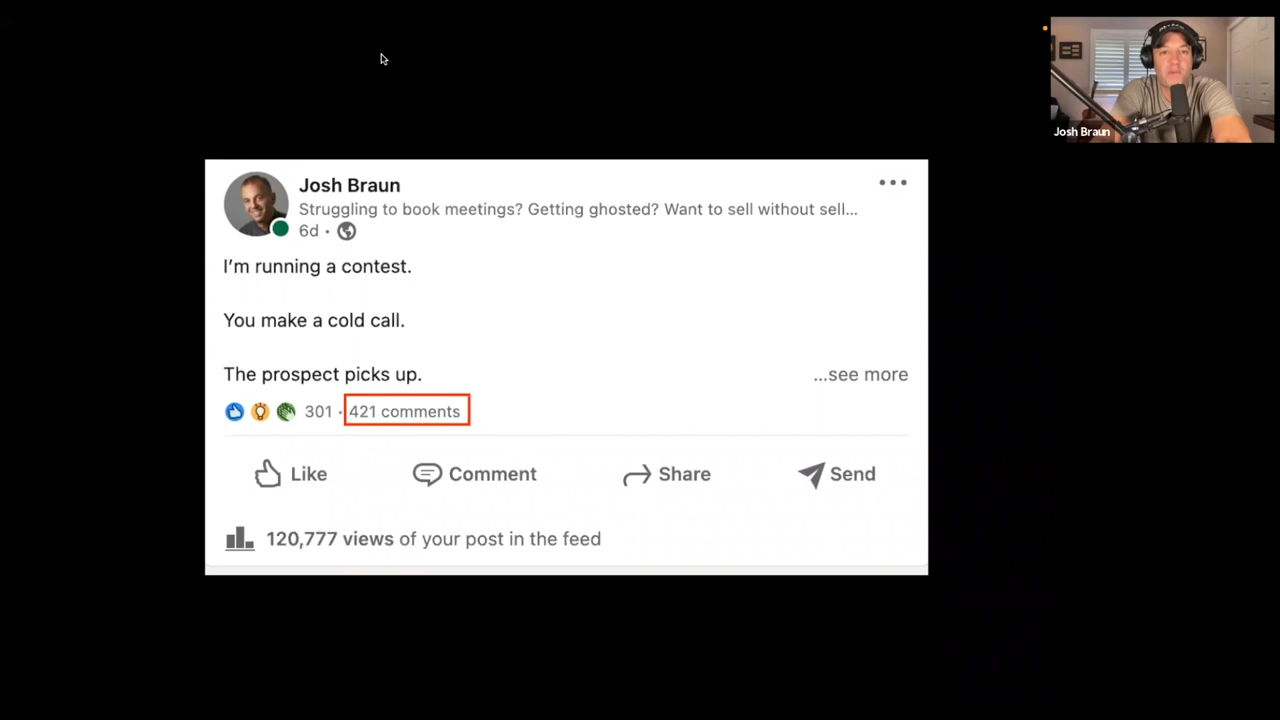 Josh Braun
Josh Braun
Struggling to book meetings? Getting ghosted? Want to sell without sell...
6d •
I’m running a contest.
You make a cold call.
The prospect picks up.
...see more
301 · 421 comments
Like
Comment
Share
Send
120,777 views of your post in the feed